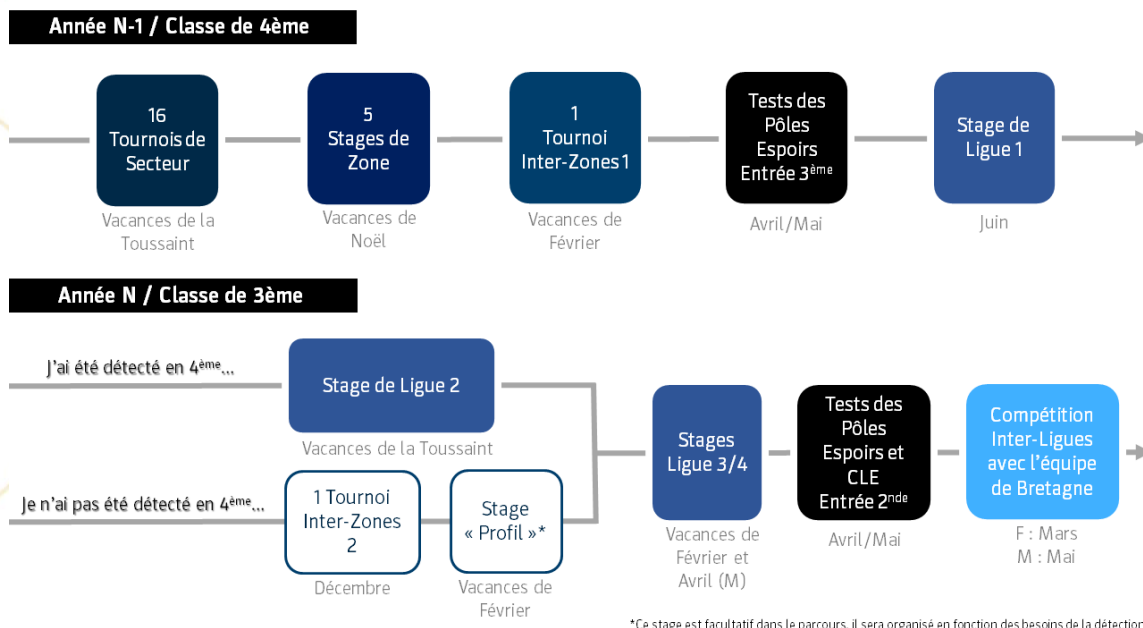 Année N-1 / Classe de 4ème
16
Tournois de
Secteur
Vacances de la
Toussaint
5
Stages de
Zone
Vacances de
Noël
1
Tournoi
Inter-Zones 1
Vacances de
Février
Tests des
Pôles
Espoirs
Entrée 3ème
Avril/Mai
Stage de
Ligue 1
Juin
Année N / Classe de 3ème
J'ai été détecté en 4ème...
Stage de Ligue 2
Vacances de la Toussaint
Je n'ai pas été détecté en 4ème...
1 Tournoi
Inter-Zones
2
Décembre
Stage
« Profil »*
Vacances de
Février
Stages
Ligue 3/4
Vacances de
Février et
Avril (M)
Tests des
Pôles
Espoirs et
CLE
Entrée 2nde
Avril/Mai
Compétition
Inter-Ligues
avec l'équipe
de Bretagne
F : Mars
M : Mai
*Ce stage est facultatif dans le parcours, il sera organisé en fonction des besoins de la détection